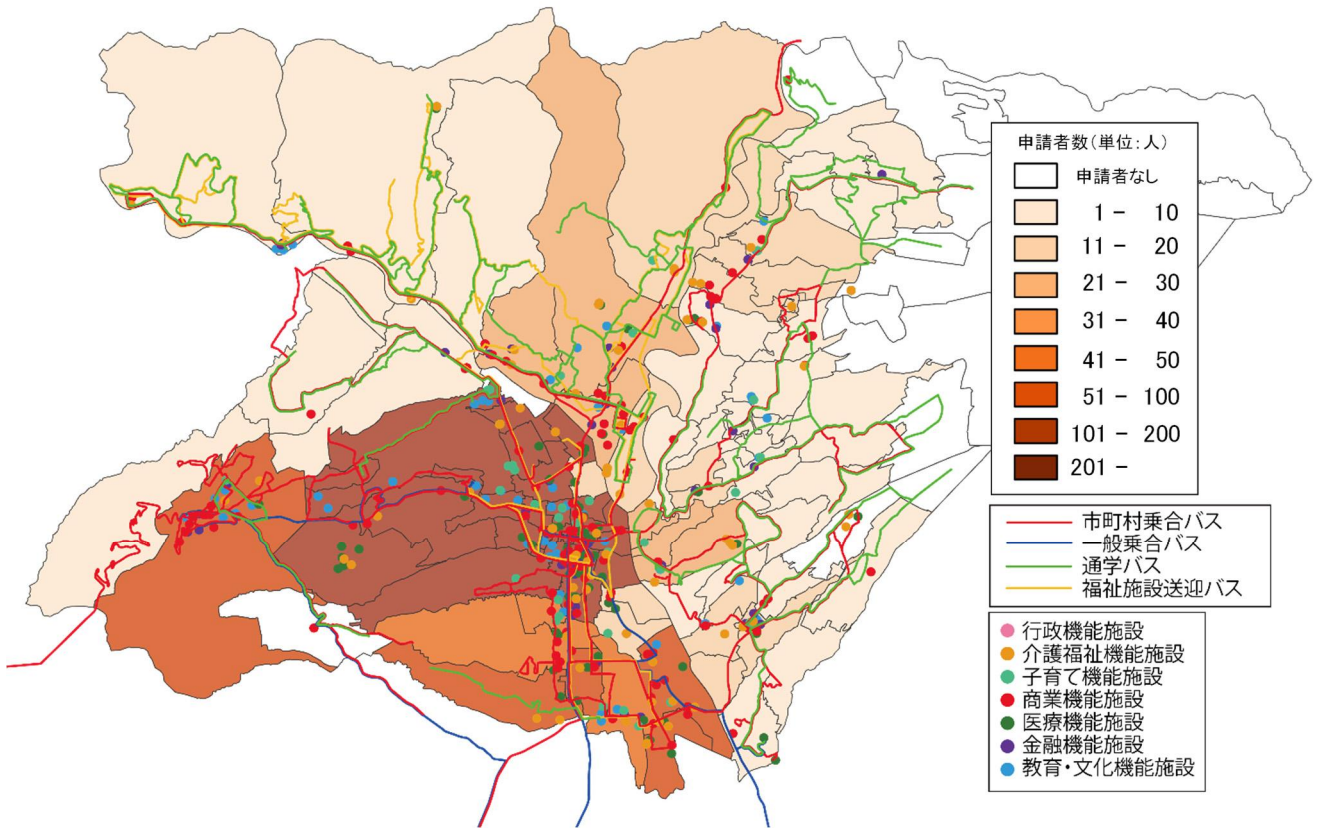 申請者数(単位:人)
申請者なし
1 - 10
11 - 20
21 - 30
31 - 40
41 - 50
51 - 100
101 - 200
201 -
市町村乗合バス
一般乗合バス
通学バス
福祉施設送迎バス
行政機能施設
介護福祉機能施設
子育て機能施設
商業機能施設
医療機能施設
金融機能施設
教育・文化機能施設